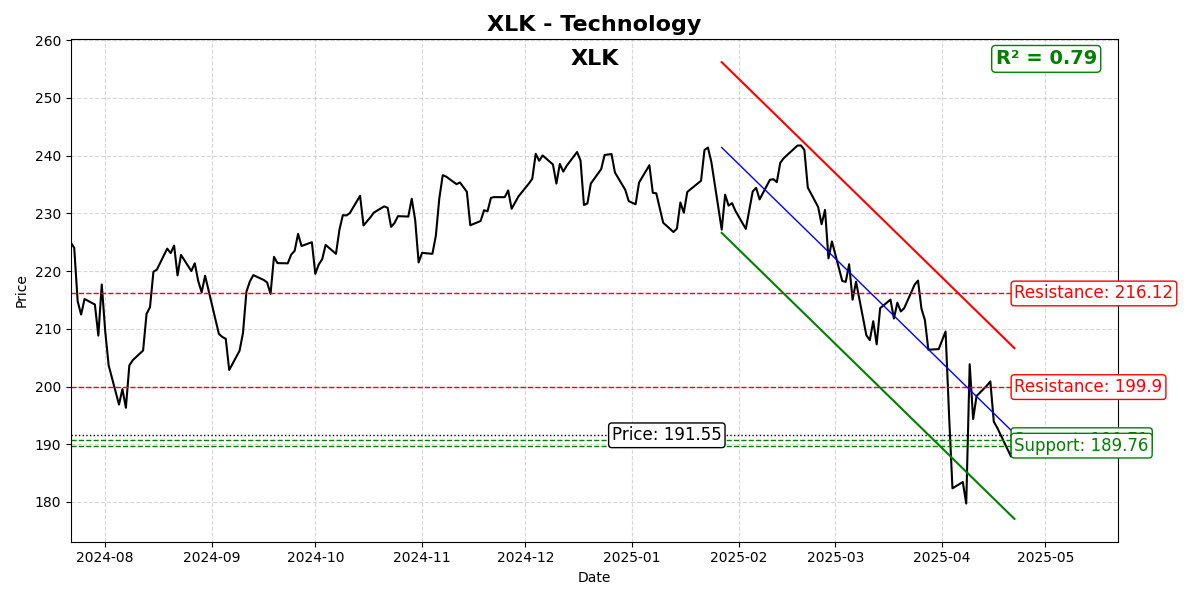 XLK - Technology
XLK
R² = 0.79
Price
260
250
240
230
220
210
200
190
180
Resistance: 216.12
Resistance: 199.9
Price: 191.55
Support: 189.76
2024-08
2024-09
2024-10
2024-11
2024-12
2025-01
2025-02
2025-03
2025-04
2025-05
Date